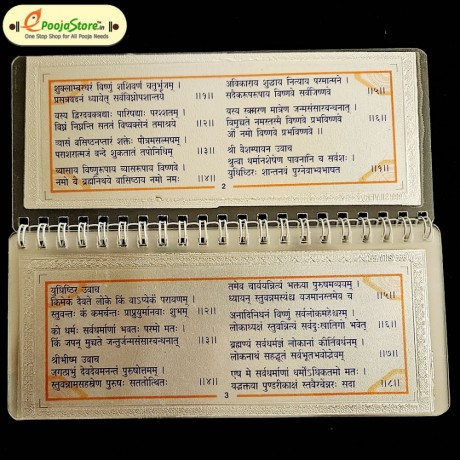 ePoojaStore.in
One Stop Shop for All Pooja Needs
शुक्लाम्बरधरं विष्णुं शशिवर्णं चतुर्भुजम् ।
प्रसन्नवदनं ध्यायेत् सर्वविघ्नोपशान्तये ॥१॥
यस्य द्विरदवक्त्राद्याः पारिषद्याः परःशतम् ।
विघ्नं निघ्नन्ति सततं विष्वक्सेनं तमाश्रये ॥२॥
व्यासं वसिष्ठनप्तारं शक्तेः पौत्रमकल्मषम् ।
पराशरात्मजं वन्दे शुकतातं तपोनिधिम् ॥३॥
व्यासाय विष्णुरूपाय व्यासरूपाय विष्णवे ।
नमो वै ब्रह्मनिधये वासिष्ठाय नमो नमः ॥४॥
अविकाराय शुद्धाय नित्याय परमात्मने ।
सदैकरूपरूपाय विष्णवे सर्वजिष्णवे ॥५॥
यस्य स्मरण मात्रेण जन्मसंसारबन्धनात् ।
विमुच्यते नमस्तस्मै विष्णवे प्रभविष्णवे ॥६॥
ॐ नमो विष्णवे प्रभविष्णवे ॥
श्री वैशम्पायन उवाच
श्रुत्वा धर्मानशेषेण पावनानि च सर्वशः ।
युधिष्ठिरः शान्तनवं पुनरेवाभ्यभाषत ॥१॥
2
युधिष्ठिर उवाच
किमेकं देवतं लोके किं वाऽप्येकं परायणम् ।
स्तुवन्तः कं कमर्चन्तः प्राप्नुयुर्मानवाः शुभम् ॥२॥
को धर्मः सर्वधर्माणां भवतः परमो मतः ।
किं जपन् मुच्यते जन्तुर्जन्मसंसारबन्धनात् ॥३॥
श्रीभीष्म उवाच
जगत्प्रभुं देवदेवमनन्तं पुरुषोत्तमम् ।
स्तुवन्नामसहस्रेण पुरुषः सततोत्थितः ॥४॥
तमेव चार्चयन्नित्यं भक्त्या पुरुषमव्ययम् ।
ध्यायन् स्तुवन्नमस्यंश्च यजमानस्तमेव च ॥५॥
अनादिनिधनं विष्णुं सर्वलोकमहेश्वरम् ।
लोकाध्यक्षं स्तुवन्नित्यं सर्वदुःखातिगो भवेत् ॥६॥
ब्रह्मण्यं सर्वधर्मज्ञं लोकानां कीर्तिवर्धनम् ।
लोकनाथं महद्भूतं सर्वभूतभवोद्भवम् ॥७॥
एष मे सर्वधर्माणां धर्मोऽधिकतमो मतः ।
यद्भक्त्या पुण्डरीकाक्षं स्तवैरर्चेन्नरः सदा ॥८॥
3